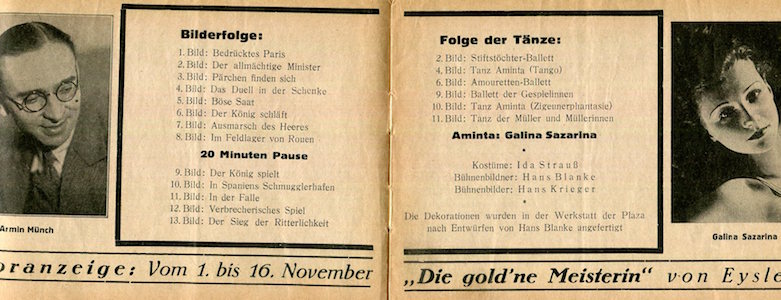 Bilderfolge:
1. Bild: Bedrücktes Paris
2. Bild: Der allmächtige Minister
3. Bild: Pärchen finden sich
4. Bild: Das Duell in der Schenke
5. Bild: Böse Saat
6. Bild: Der König schläft
7. Bild: Ausmarsch des Heeres
8. Bild: Im Feldlager von Rouen
20 Minuten Pause
9. Bild: Der König spielt
10. Bild: In Spaniens Schmugglerhafen
11. Bild: In der Falle
12. Bild: Verbrecherisches Spiel
13. Bild: Der Sieg der Ritterlichkeit
Armin Münch
Folge der Tänze:
2. Bild: Stiftstöchter-Ballett
4. Bild: Tanz Aminta (Tango)
6. Bild: Amouretten-Ballett
9. Bild: Ballett der Gespielinnen
10. Bild: Tanz Aminta (Zigeunerphantasie)
11. Bild: Tanz der Müller und Müllerinnen
Aminta: Galina Sazarina
*
Kostüme: Ida Strauß
Bühnenbildner: Hans Blanke
Bühnenbilder: Hans Krieger
*
Die Dekorationen wurden in der Werkstatt der Plaza
nach Entwürfen von Hans Blanke angefertigt
Galina Sazarina
oranzeige: Vom 1. bis 16. November „Die gold'ne Meisterin“ von Eysle